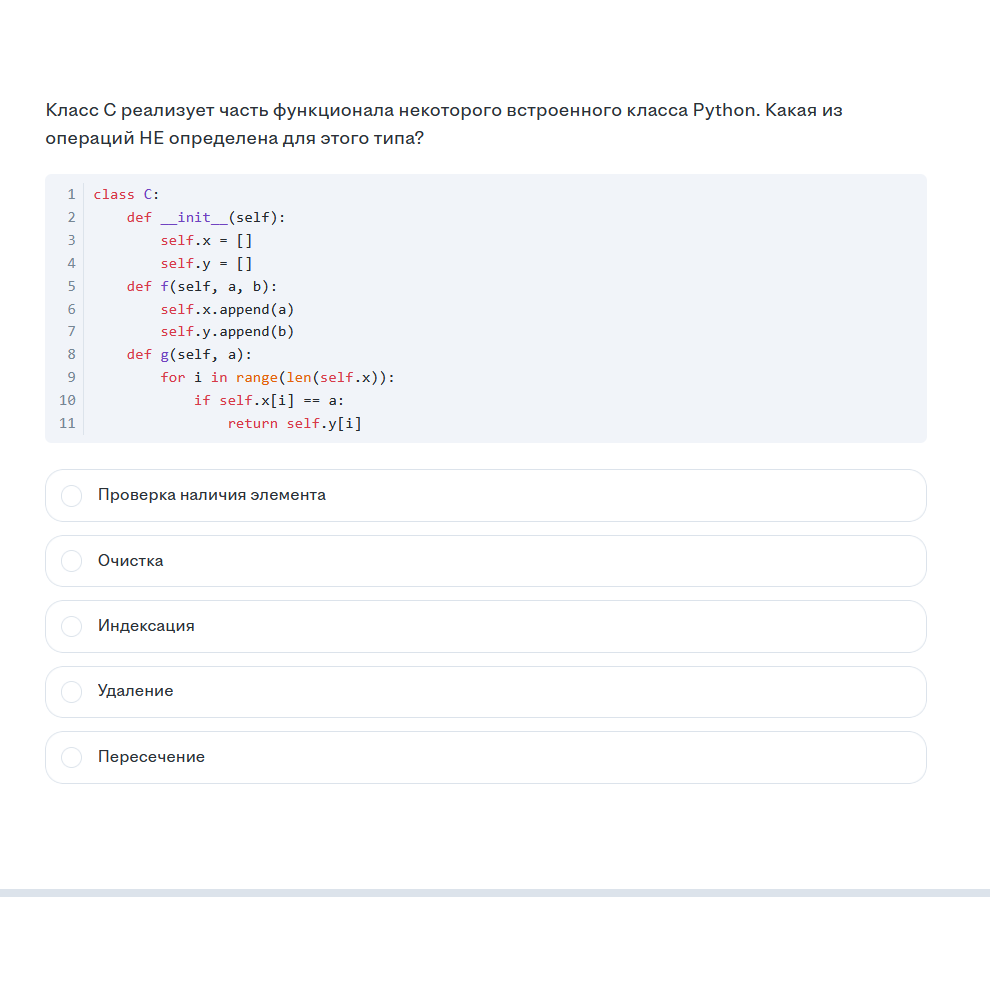 Класс C реализует часть функционала некоторого встроенного класса Python. Какая из
операций НЕ определена для этого типа?
1 class C:
2     def __init__(self):
3         self.x = []
4         self.y = []
5     def f(self, a, b):
6         self.x.append(a)
7         self.y.append(b)
8     def g(self, a):
9         for i in range(len(self.x)):
10             if self.x[i] == a:
11                 return self.y[i]
Проверка наличия элемента
Очистка
Индексация
Удаление
Пересечение